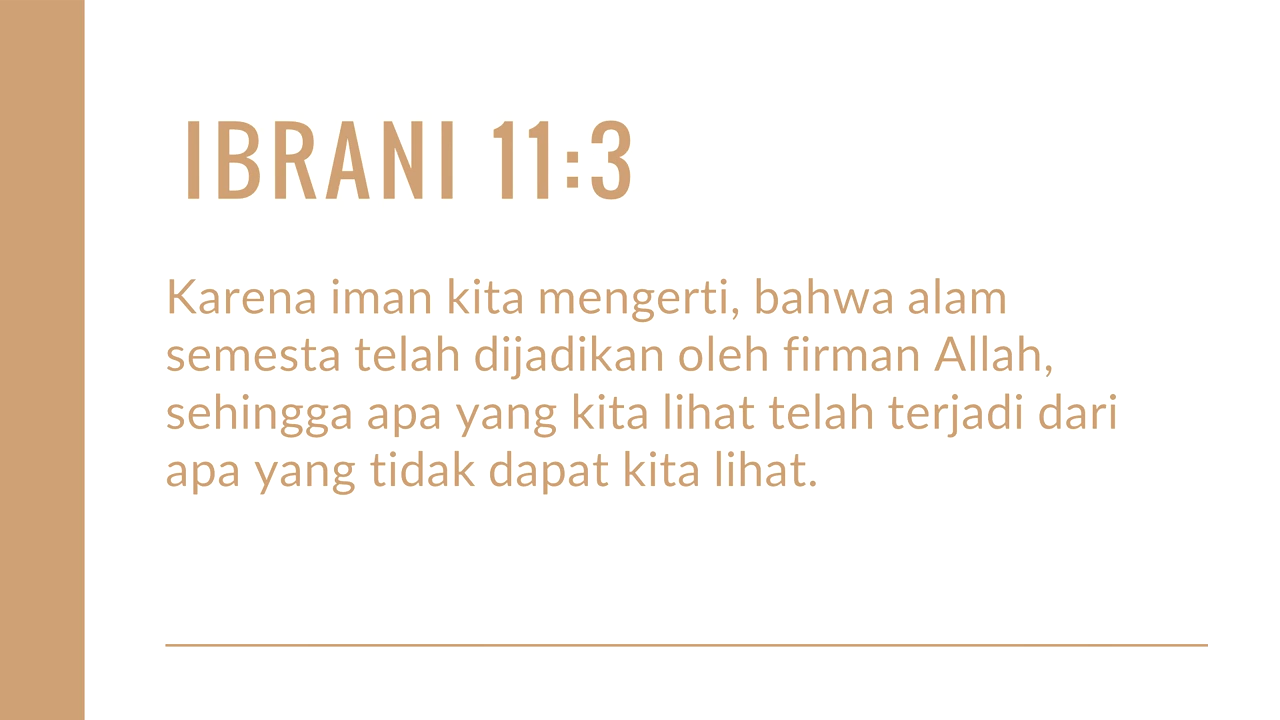 IBRANI 11:3
Karena iman kita mengerti, bahwa alam
semesta telah dijadikan oleh firman Allah,
sehingga apa yang kita lihat telah terjadi dari
apa yang tidak dapat kita lihat.